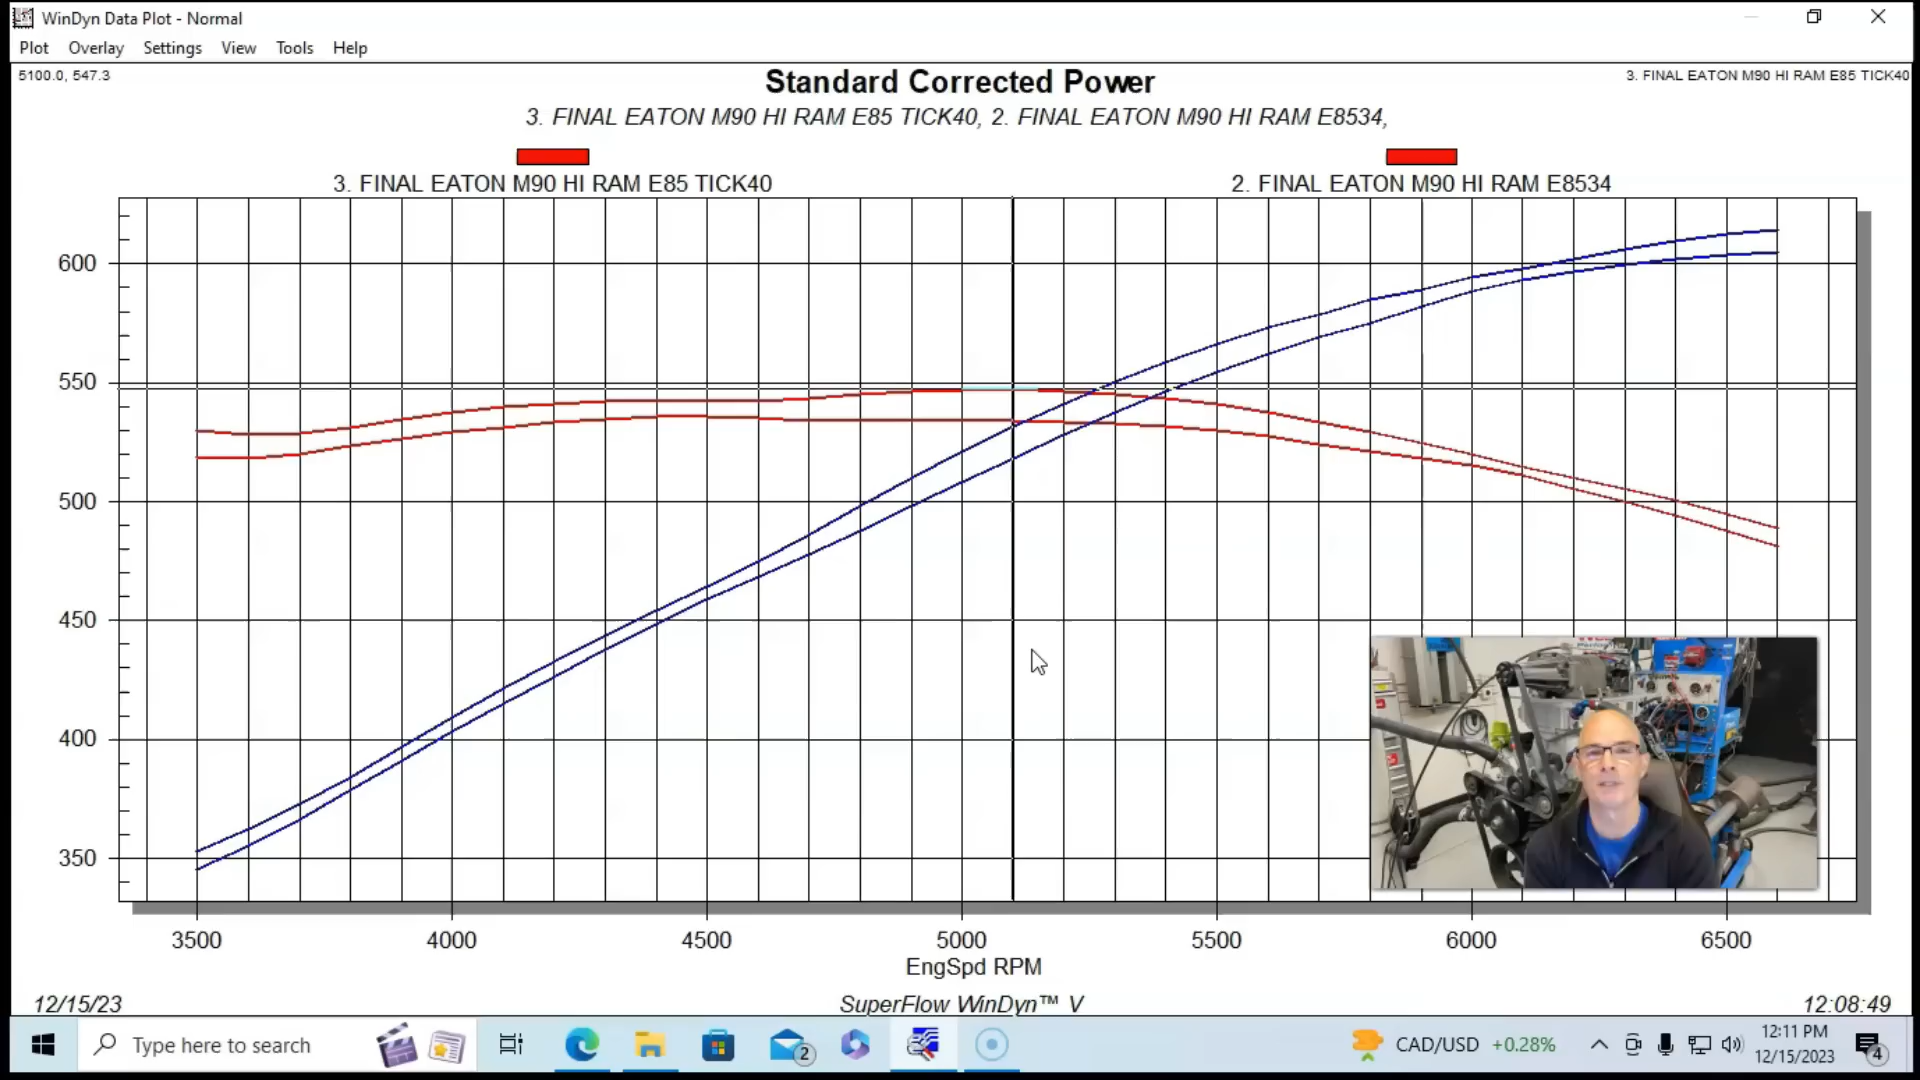 WinDyn Data Plot - Normal
Plot Overlay Settings View Tools Help
5100.0, 547.3
3. FINAL EATON M90 HI RAM E85 TICK40
Standard Corrected Power
3. FINAL EATON M90 HI RAM E85 TICK40, 2. FINAL EATON M90 HI RAM E8534,
3. FINAL EATON M90 HI RAM E85 TICK40
2. FINAL EATON M90 HI RAM E8534
600
550
500
450
400
350
3500 4000 4500 5000 5500 6000 6500
EngSpd RPM
12/15/23
SuperFlow WinDyn™ V
12:08:49
Type here to search
2
CAD/USD +0.28%
12:11 PM
12/15/2023
4